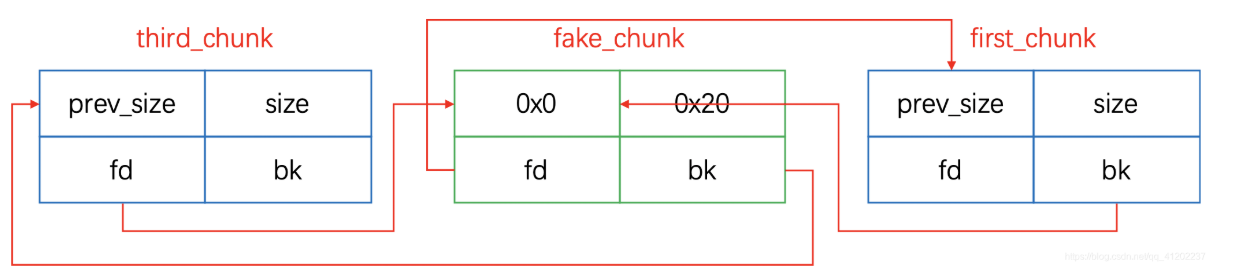 third_chunk fake_chunk first_chunk
prev_size size 0x0 0x20 prev_size size
fd bk fd bk fd bk
https://blog.csdn.net/qq_41202237